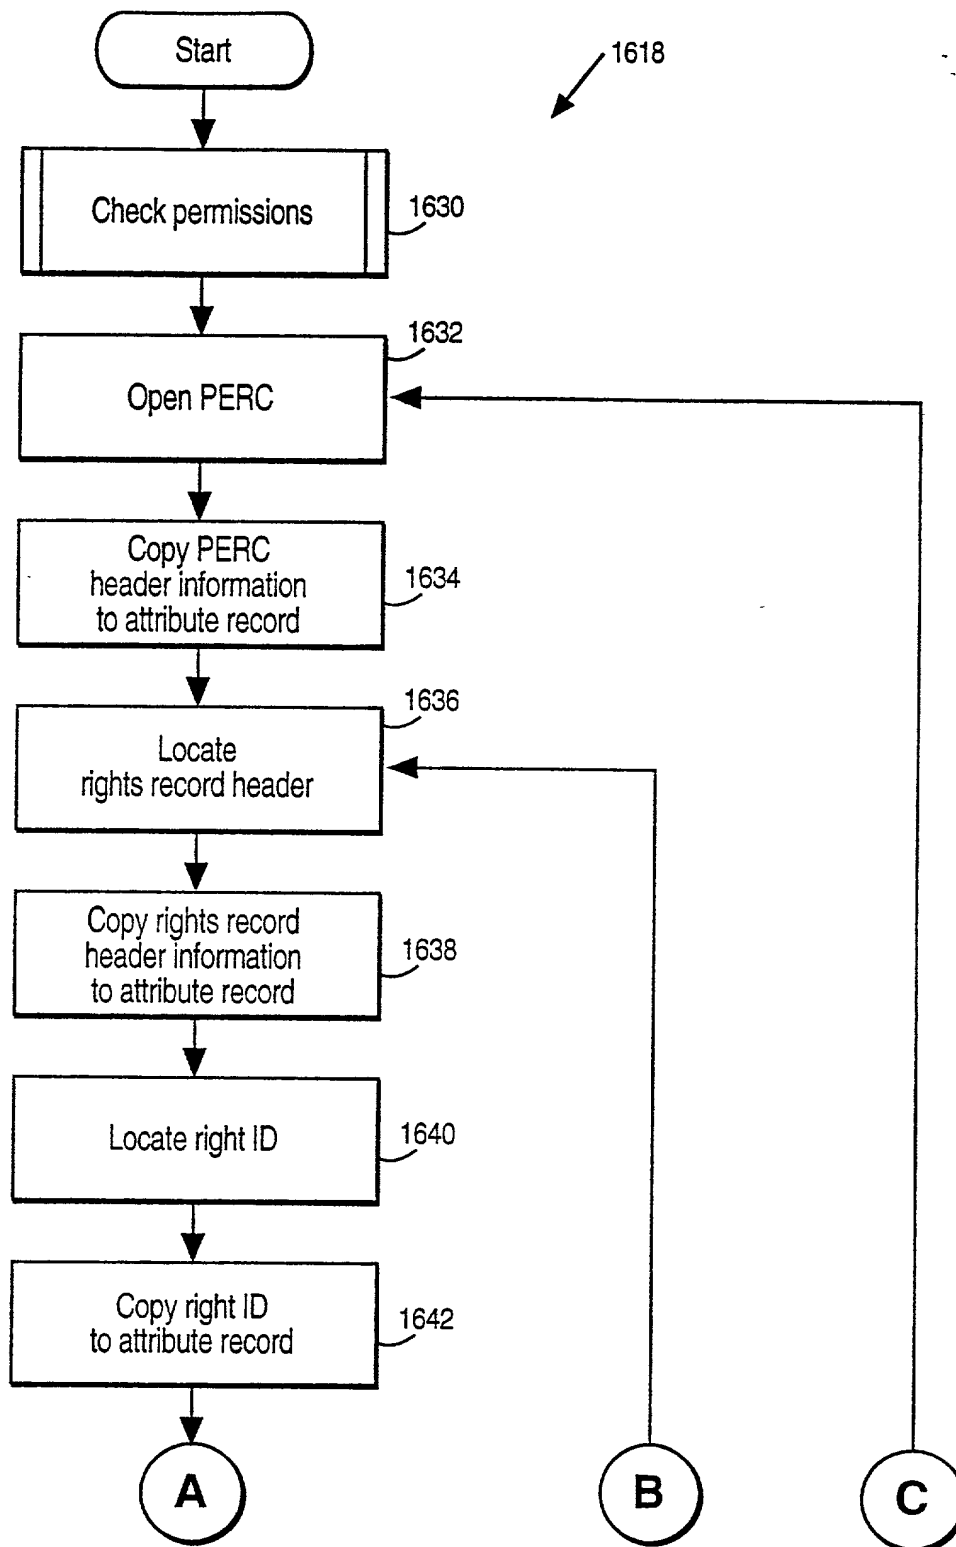 Start
1618
Check permissions
1630
1632
Open PERC
Copy PERC
header information
to attribute record
1634
1636
Locate
rights record header
Copy rights record
header information
to attribute record
1638
Locate right ID
1640
Copy right ID
to attribute record
1642
A
B
C